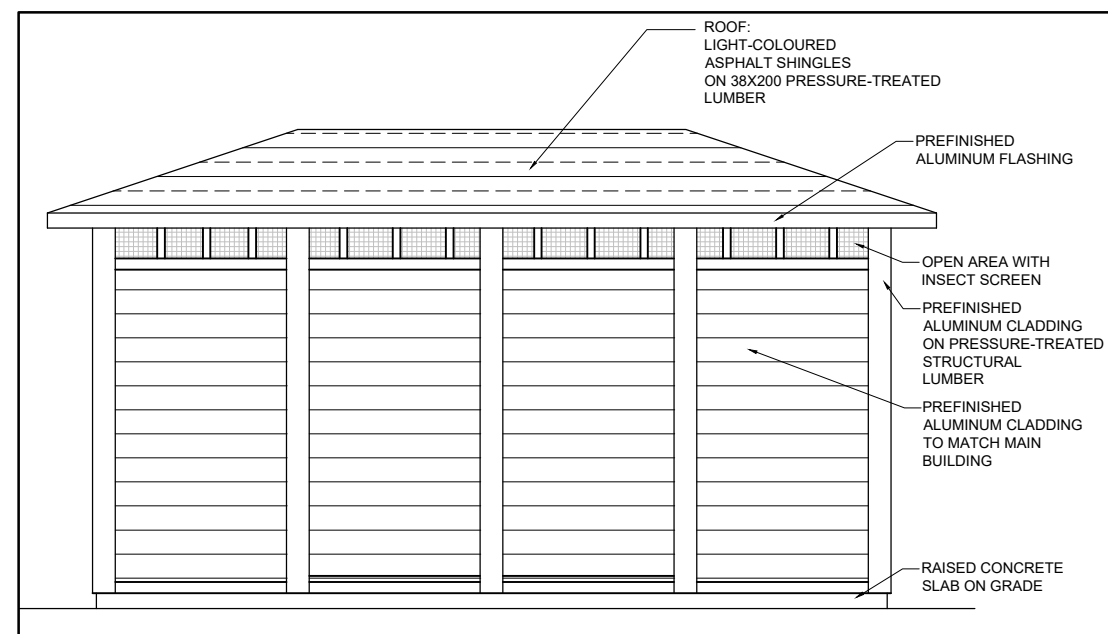 ROOF:
LIGHT-COLOURED
ASPHALT SHINGLES
ON 38X200 PRESSURE-TREATED
LUMBER
PREFINISHED
ALUMINUM FLASHING
OPEN AREA WITH
INSECT SCREEN
PREFINISHED
ALUMINUM CLADDING
ON PRESSURE-TREATED
STRUCTURAL
LUMBER
PREFINISHED
ALUMINUM CLADDING
TO MATCH MAIN
BUILDING
RAISED CONCRETE
SLAB ON GRADE